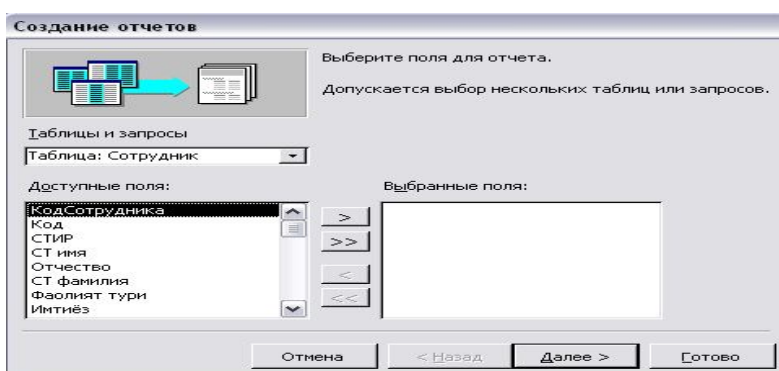 Создание отчетов
Выберите поля для отчета.
Допускается выбор нескольких таблиц или запросов.
Таблицы и запросы
Таблица: Сотрудник
Доступные поля:
Выбранные поля:
КодСотрудника
Код
СТИР
СТ имя
Отчество
СТ фамилия
Фаолият тури
Имтиёз
>
>>
<
<<
Отмена
< Назад
Далее >
Готово